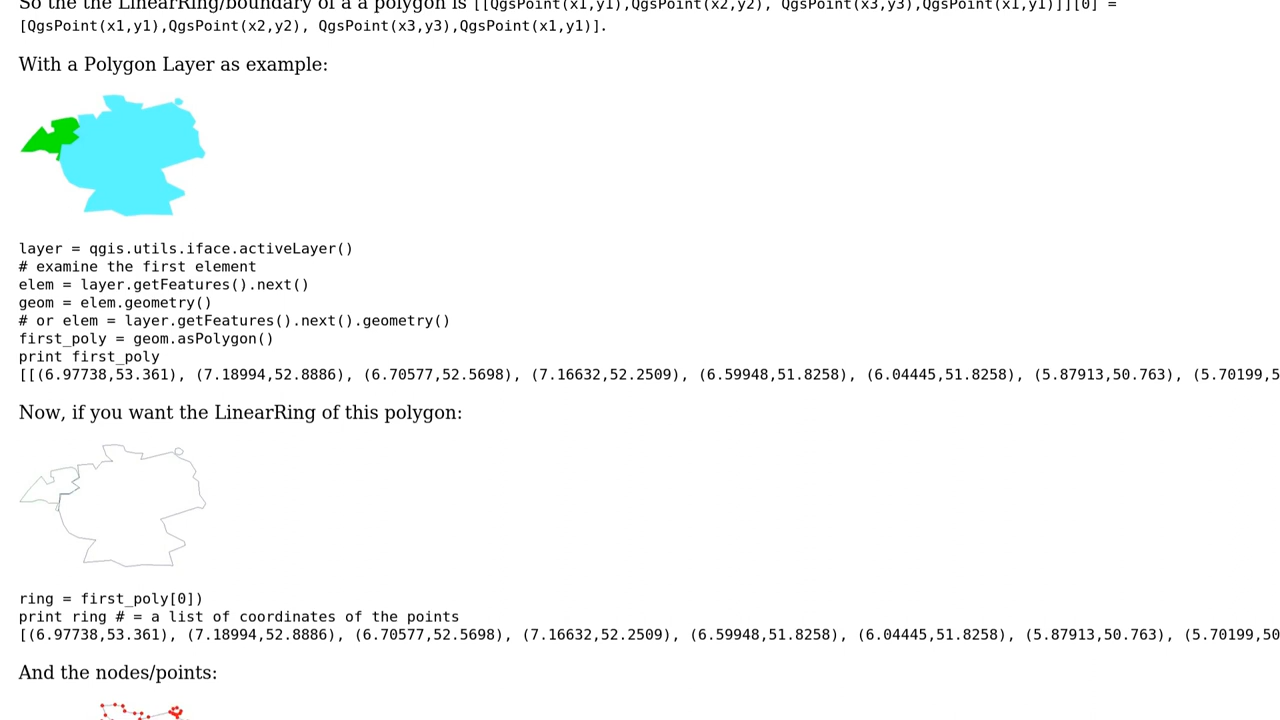 So the the LinearRing/boundary of a a polygon is [[QgsPoint(x1,y1),QgsPoint(x2,y2), QgsPoint(x3,y3),QgsPoint(x1,y1)]][0] =
[QgsPoint(x1,y1),QgsPoint(x2,y2), QgsPoint(x3,y3),QgsPoint(x1,y1)].
With a Polygon Layer as example:
layer = qgis.utils.iface.activeLayer()
# examine the first element
elem = layer.getFeatures().next()
geom = elem.geometry()
# or elem = layer.getFeatures().next().geometry()
first_poly = geom.asPolygon()
print first_poly
[[(6.97738,53.361), (7.18994,52.8886), (6.70577,52.5698), (7.16632,52.2509), (6.59948,51.8258), (6.04445,51.8258), (5.87913,50.763), (5.70199,5
Now, if you want the LinearRing of this polygon:
ring = first_poly[0])
print ring # = a list of coordinates of the points
[(6.97738,53.361), (7.18994,52.8886), (6.70577,52.5698), (7.16632,52.2509), (6.59948,51.8258), (6.04445,51.8258), (5.87913,50.763), (5.70199,50
And the nodes/points: